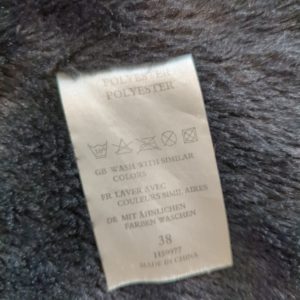 POLYESTER
POLYESTER
GB WASH WITH SIMILAR
COLORS
FR LAVER AVEC
COULEURS SIMILAIRES
DE MIT ÄHNLICHEN
FARBEN WASCHEN
38
MADE IN CHINA